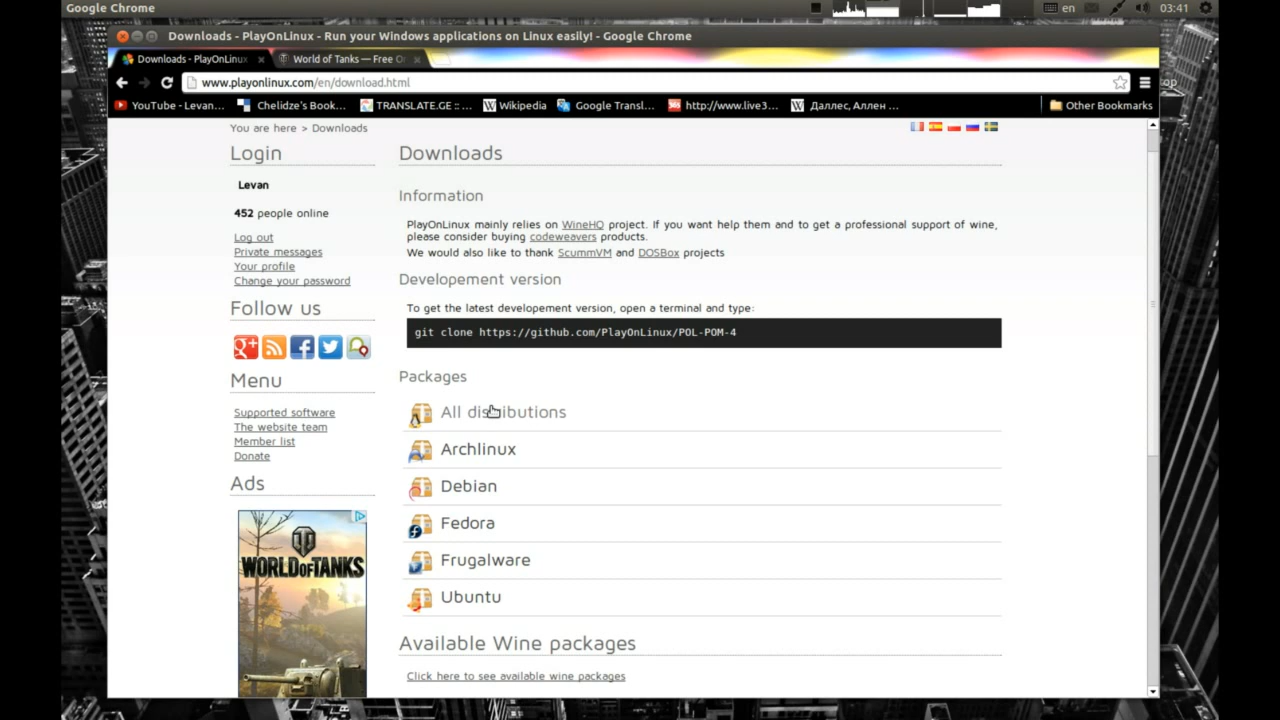 Google Chrome
en
03:41
Downloads - PlayOnLinux - Run your Windows applications on Linux easily! - Google Chrome
Downloads - PlayOnLinux
World of Tanks — Free O
www.playonlinux.com/en/download.html
top
YouTube - Levan...
Chelidze's Book...
TRANSLATE.GE :: ...
Wikipedia
Google Transl...
http://www.live3...
Даллес, Аллен ...
Other Bookmarks
You are here > Downloads
Login
Levan
452 people online
Log out
Private messages
Your profile
Change your password
Follow us
Menu
Supported software
The website team
Member list
Donate
Ads
WORLD OF TANKS
Downloads
Information
PlayOnLinux mainly relies on WineHQ project. If you want help them and to get a professional support of wine,
please consider buying codeweavers products.
We would also like to thank ScummVM and DOSBox projects
Developement version
To get the latest developement version, open a terminal and type:
git clone https://github.com/PlayOnLinux/POL-POM-4
Packages
All distributions
Archlinux
Debian
Fedora
Frugalware
Ubuntu
Available Wine packages
Click here to see available wine packages